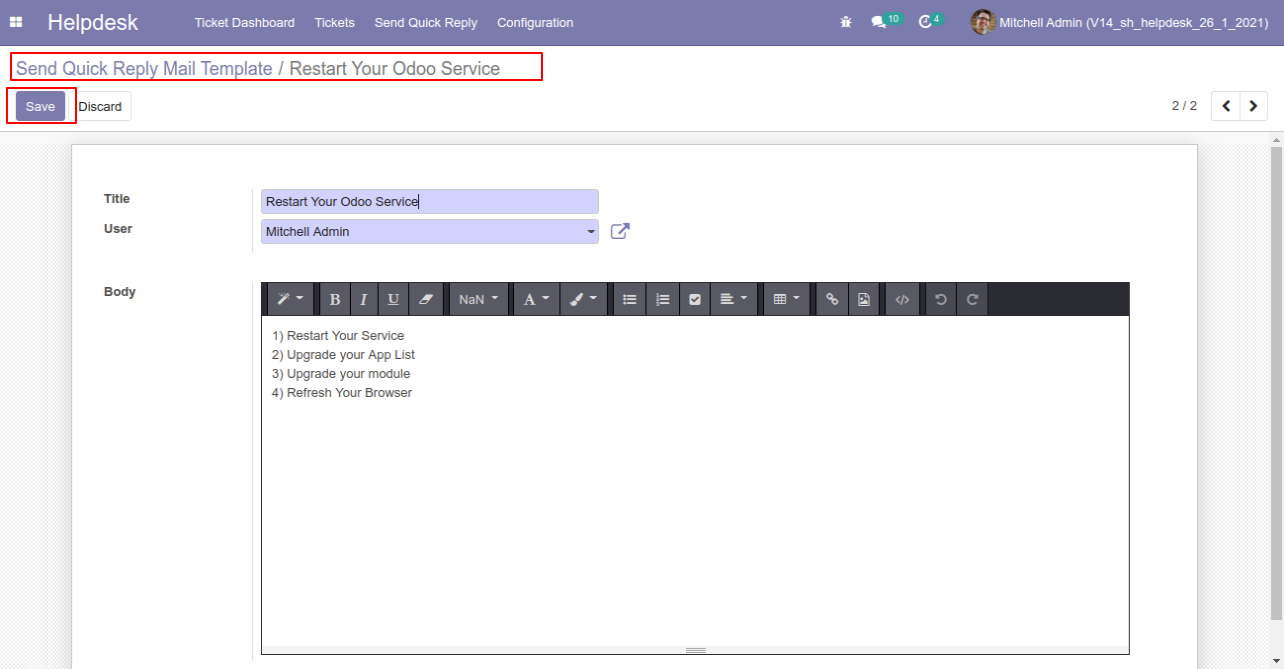 Helpdesk Ticket Dashboard Tickets Send Quick Reply Configuration 10 4 Mitchell Admin (V14_sh_helpdesk_26_1_2021)
Send Quick Reply Mail Template / Restart Your Odoo Service
Save Discard 2 / 2
Title Restart Your Odoo Service
User Mitchell Admin
Body
B I U NaN A
1) Restart Your Service
2) Upgrade your App List
3) Upgrade your module
4) Refresh Your Browser